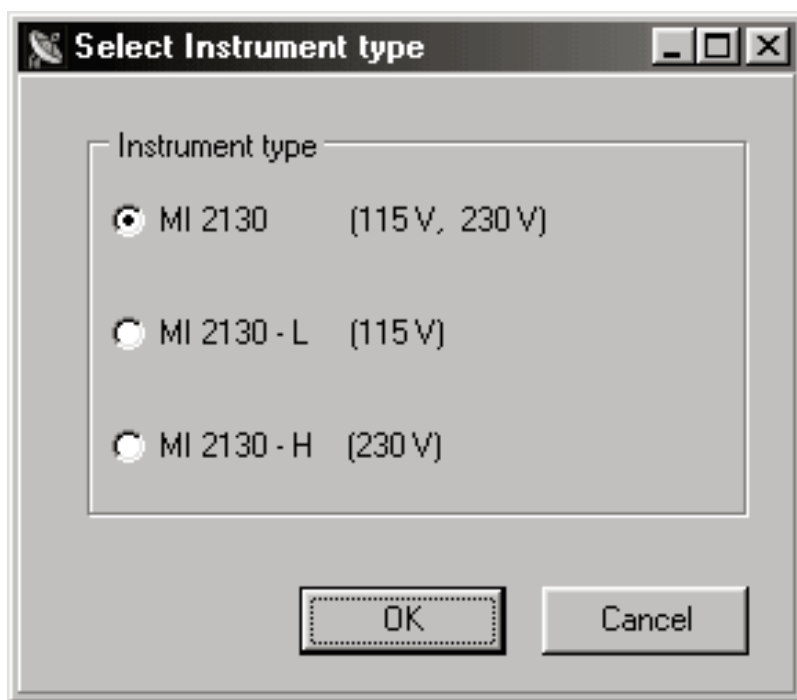 Select Instrument type
Instrument type
MI 2130 (115 V, 230 V)
MI 2130 - L (115 V)
MI 2130 - H (230 V)
OK Cancel